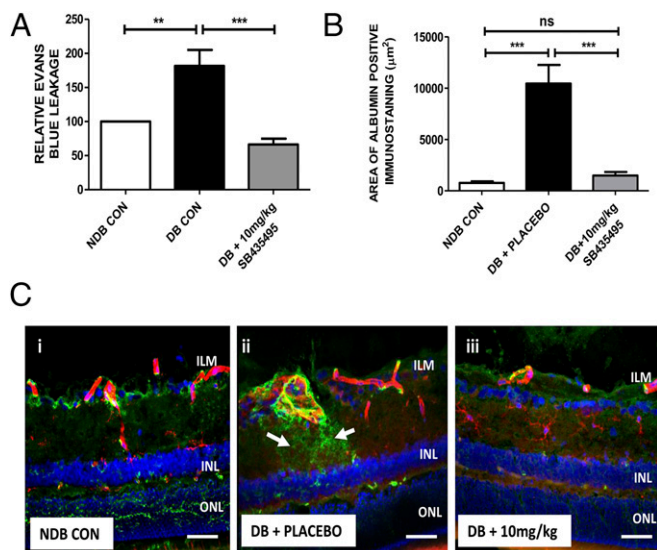 A
RELATIVE EVANS
BLUE LEAKAGE
250
200
150
100
50
0
**
***
NDB CON
DB CON
DB + 10mg/kg
SB435495
B
AREA OF ALBUMIN POSITIVE
IMMUNOSTAINING (μm²)
15000
10000
5000
0
ns
***
***
NDB CON
DB + PLACEBO
DB+10mg/kg
SB435495
C
i
ILM
INL
ONL
NDB CON
ii
ILM
INL
ONL
DB + PLACEBO
iii
ILM
INL
ONL
DB + 10mg/kg